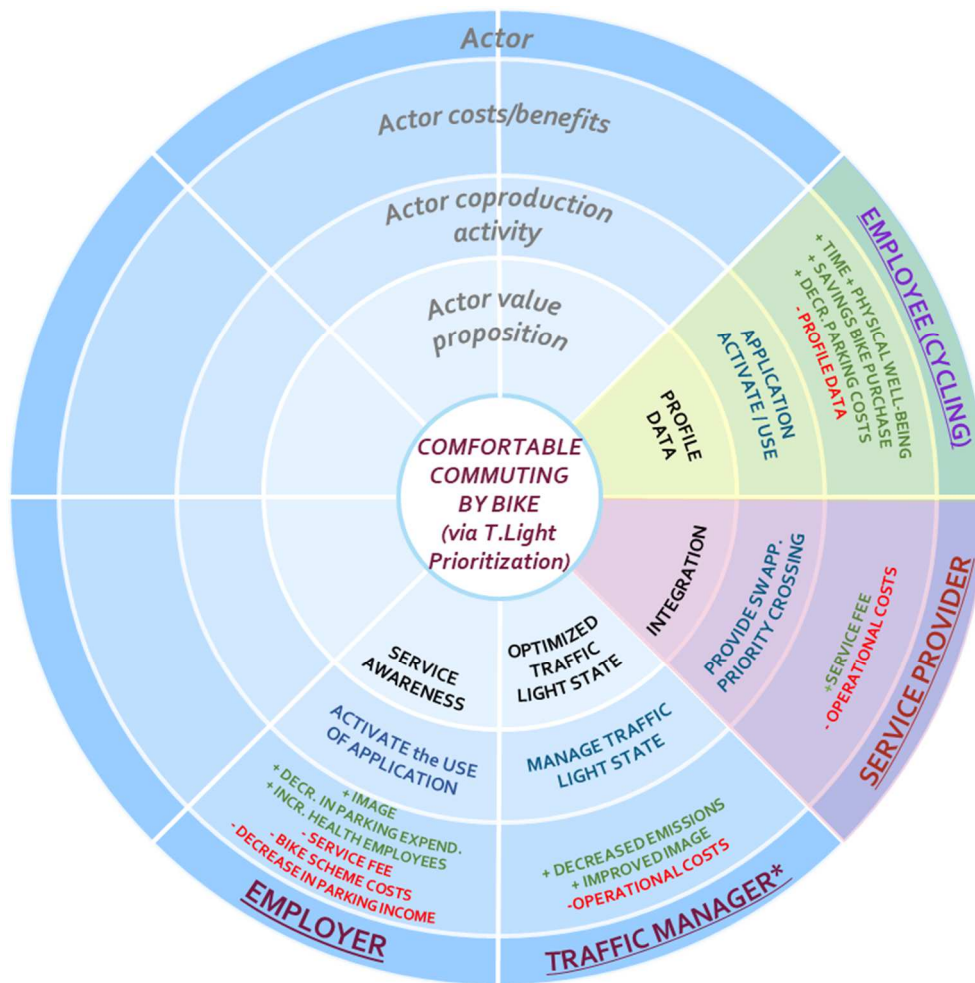 Actor
Actor costs/benefits
Actor coproduction
activity
Actor value
proposition
COMFORTABLE
COMMUTING
BY BIKE
(via T.Light
Prioritization)
EMPLOYEE (CYCLING)
+ TIME + PHYSICAL WELL-BEING
+ SAVINGS BIKE PURCHASE
+ DECR. PARKING COSTS
- PROFILE DATA
APPLICATION
ACTIVATE / USE
PROFILE
DATA
SERVICE PROVIDER
+SERVICE FEE
- OPERATIONAL COSTS
PROVIDE SW APP.
PRIORITY CROSSING
INTEGRATION
OPTIMIZED
TRAFFIC
LIGHT STATE
MANAGE TRAFFIC
LIGHT STATE
+ DECREASED EMISSIONS
+ IMPROVED IMAGE
-OPERATIONAL COSTS
TRAFFIC MANAGER*
SERVICE
AWARENESS
ACTIVATE the USE
OF APPLICATION
+ IMAGE
+ DECR. IN PARKING EXPEND.
+ INCR. HEALTH EMPLOYEES
- SERVICE FEE
- BIKE SCHEME COSTS
- DECREASE IN PARKING INCOME
EMPLOYER